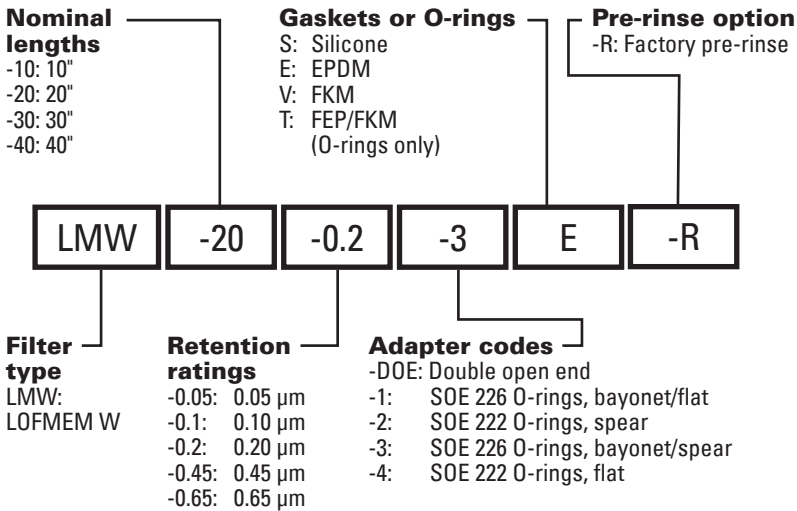 Nominal
lengths
-10: 10"
-20: 20"
-30: 30"
-40: 40"
Gaskets or O-rings
S: Silicone
E: EPDM
V: FKM
T: FEP/FKM
(O-rings only)
Pre-rinse option
-R: Factory pre-rinse
LMW -20 -0.2 -3 E -R
Filter
type
LMW:
LOFMEM W
Retention
ratings
-0.05: 0.05 µm
-0.1: 0.10 µm
-0.2: 0.20 µm
-0.45: 0.45 µm
-0.65: 0.65 µm
Adapter codes
-DOE: Double open end
-1: SOE 226 O-rings, bayonet/flat
-2: SOE 222 O-rings, spear
-3: SOE 226 O-rings, bayonet/spear
-4: SOE 222 O-rings, flat